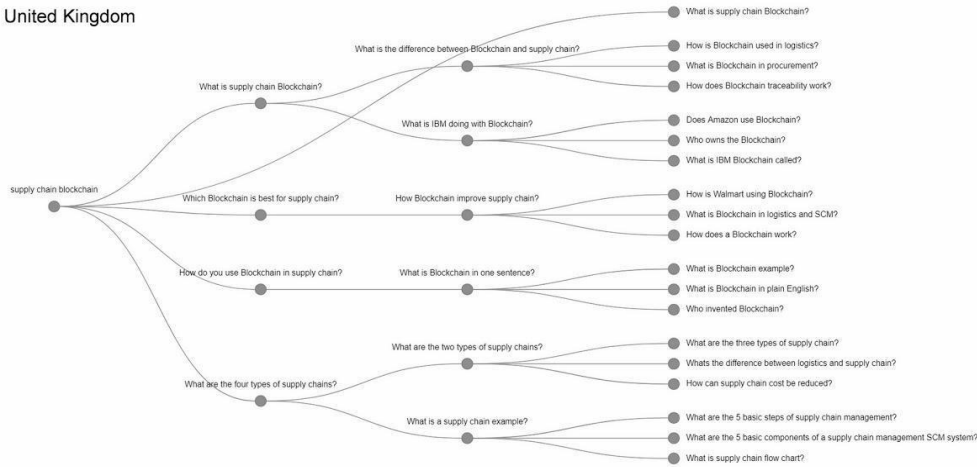 United Kingdom
What is supply chain Blockchain?
What is the difference between Blockchain and supply chain?
How is Blockchain used in logistics?
What is Blockchain in procurement?
How does Blockchain traceability work?
What is supply chain Blockchain?
What is IBM doing with Blockchain?
Does Amazon use Blockchain?
Who owns the Blockchain?
What is IBM Blockchain called?
supply chain blockchain
Which Blockchain is best for supply chain?
How Blockchain improve supply chain?
How is Walmart using Blockchain?
What is Blockchain in logistics and SCM?
How does a Blockchain work?
How do you use Blockchain in supply chain?
What is Blockchain in one sentence?
What is Blockchain example?
What is Blockchain in plain English?
Who invented Blockchain?
What are the four types of supply chains?
What are the two types of supply chains?
What are the three types of supply chain?
Whats the difference between logistics and supply chain?
How can supply chain cost be reduced?
What is a supply chain example?
What are the 5 basic steps of supply chain management?
What are the 5 basic components of a supply chain management SCM system?
What is supply chain flow chart?